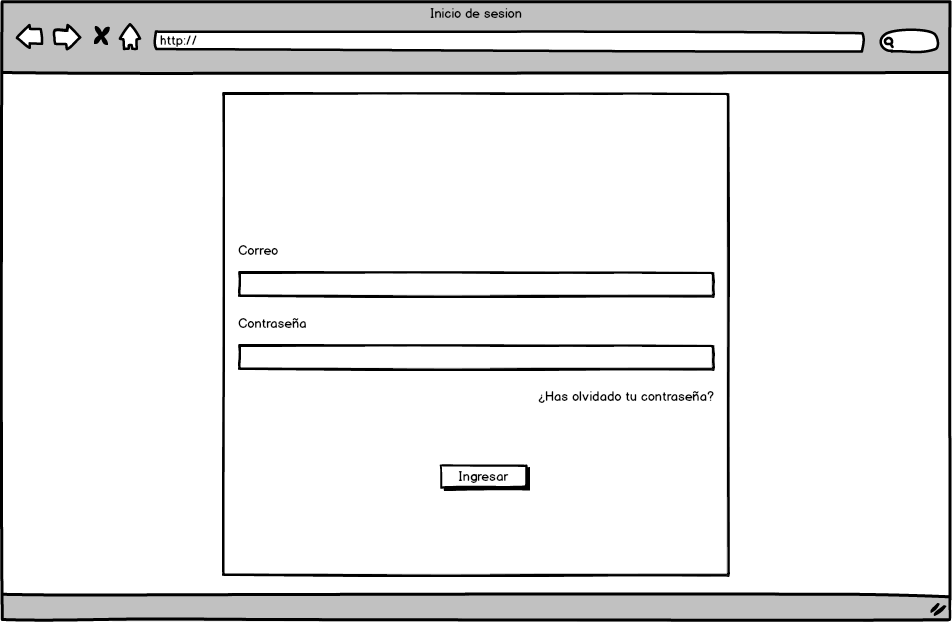 Inicio de sesion
http://
Correo
Contraseña
¿Has olvidado tu contraseña?
Ingresar